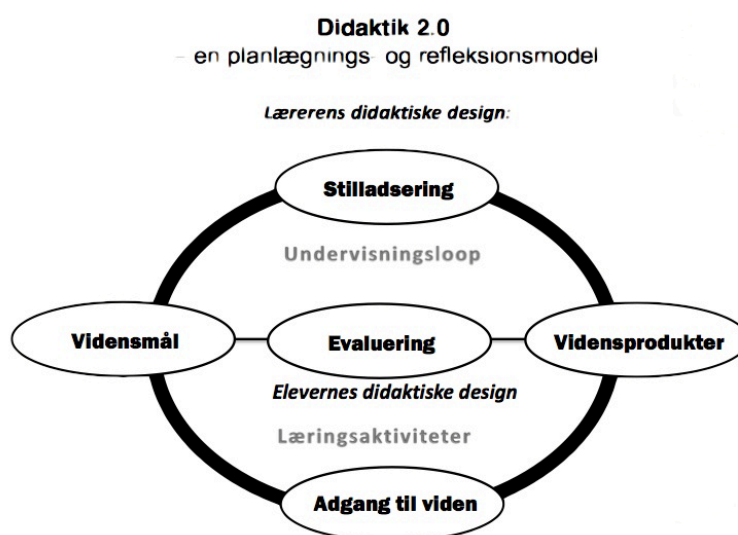 Didaktik 2.0
- en planlægnings- og refleksionsmodel
Lærerens didaktiske design:
Stilladsering
Undervisningsloop
Vidensmål
Evaluering
Vidensprodukter
Elevernes didaktiske design
Læringsaktiviteter
Adgang til viden